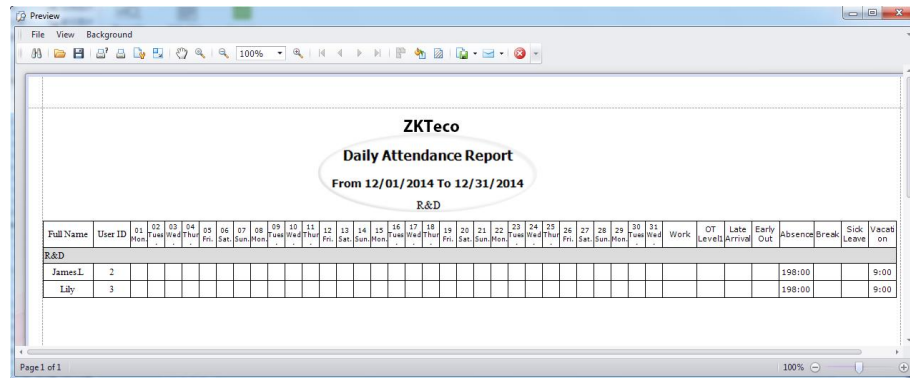 Preview
File View Background
100%
ZKTeco
Daily Attendance Report
From 12/01/2014 To 12/31/2014
R&D
Full Name User ID 01 Mon. 02 Tues. 03 Wed. 04 Thur. 05 Fri. 06 Sat. 07 Sun. 08 Mon. 09 Tues. 10 Wed. 11 Thur. 12 Fri. 13 Sat. 14 Sun. 15 Mon. 16 Tues. 17 Wed. 18 Thur. 19 Fri. 20 Sat. 21 Sun. 22 Mon. 23 Tues. 24 Wed. 25 Thur. 26 Fri. 27 Sat. 28 Sun. 29 Mon. 30 Tues. 31 Wed. Work OT Level1 Late Arrival Early Out Absence Break Sick Leave Vacation
R&D
James.L 2 198:00 9:00
Lily 3 198:00 9:00
Page 1 of 1 100%